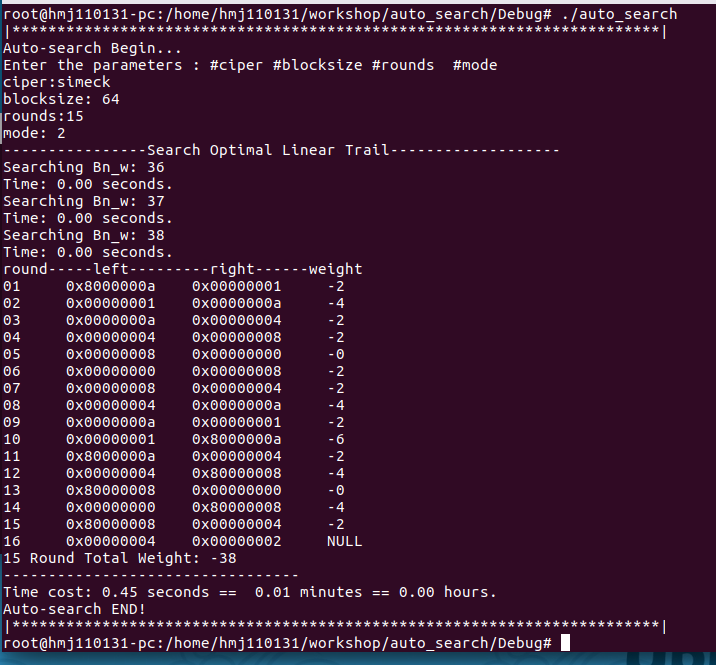 root@hmj110131-pc:/home/hmj110131/workshop/auto_search/Debug# ./auto_search
|************************************************************************|
Auto-search Begin...
Enter the parameters : #ciper #blocksize #rounds  #mode
ciper:simeck
blocksize: 64
rounds:15
mode: 2
----------------Search Optimal Linear Trail-------------------
Searching Bn_w: 36
Time: 0.00 seconds.
Searching Bn_w: 37
Time: 0.00 seconds.
Searching Bn_w: 38
Time: 0.00 seconds.
round-----left---------right------weight
01     0x8000000a    0x00000001     -2
02     0x00000001    0x0000000a     -4
03     0x0000000a    0x00000004     -2
04     0x00000004    0x00000008     -2
05     0x00000008    0x00000000     -0
06     0x00000000    0x00000008     -2
07     0x00000008    0x00000004     -2
08     0x00000004    0x0000000a     -4
09     0x0000000a    0x00000001     -2
10     0x00000001    0x8000000a     -6
11     0x8000000a    0x00000004     -2
12     0x00000004    0x80000008     -4
13     0x80000008    0x00000000     -0
14     0x00000000    0x80000008     -4
15     0x80000008    0x00000004     -2
16     0x00000004    0x00000002     NULL
15 Round Total Weight: -38
---------------------------------
Time cost: 0.45 seconds ==  0.01 minutes == 0.00 hours.
Auto-search END!
|************************************************************************|
root@hmj110131-pc:/home/hmj110131/workshop/auto_search/Debug#